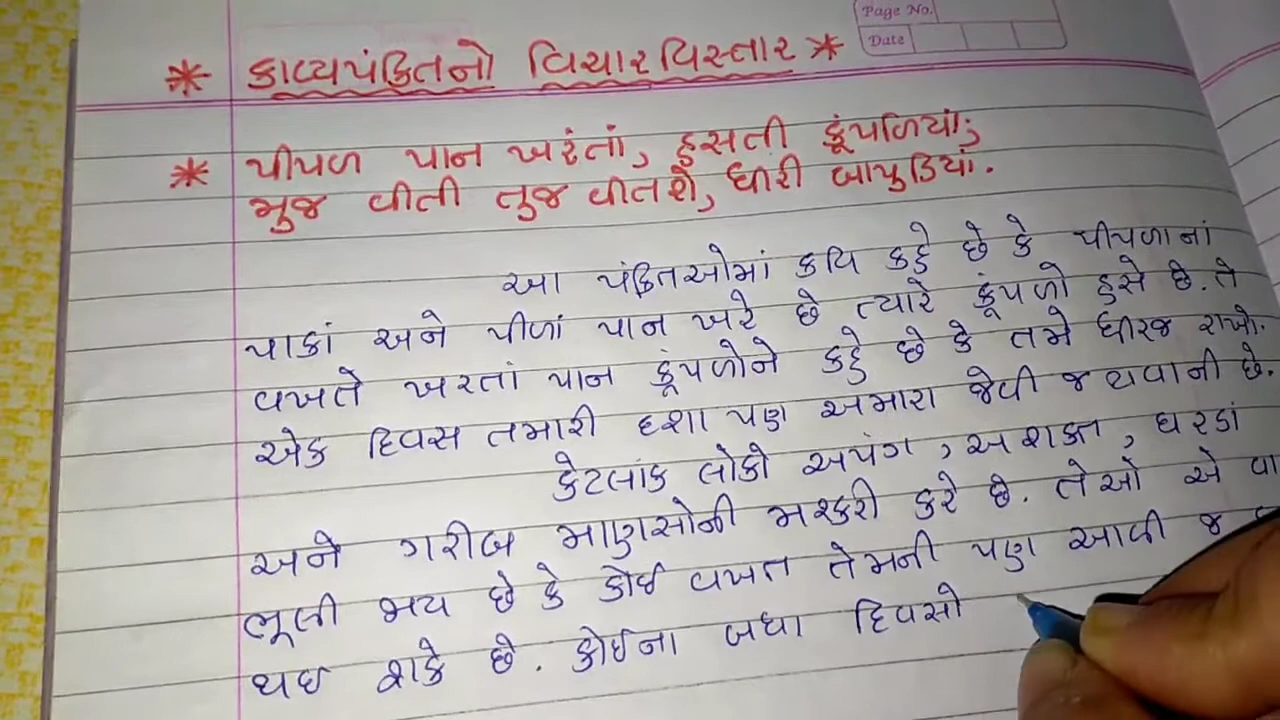 Page No.
Date
* કાવ્યપંક્તિનો વિચારવિસ્તાર *
* પીપળ પાન ખરંતાં, હસતી કૂંપળિયાં;
મુજ વીતી તુજ વીતશે, ધીરી બાપુડિયાં.
આ પંક્તિઓમાં કવિ કહે છે કે પીપળાનાં
પાકાં અને પીળાં પાન ખરે છે ત્યારે કૂંપળો હસે છે. તે
વખતે ખરતાં પાન કૂંપળોને કહે છે કે તમે ધીરજ રાખો.
એક દિવસ તમારી દશા પણ અમારા જેવી જ થવાની છે.
કેટલાંક લોકો અપંગ, અશક્ત, ઘરડાં
અને ગરીબ માણસોની મશ્કરી કરે છે. તેઓ એ
ભૂલી જાય છે કે કોઈ વખત તેમની પણ આવી જ
થઈ શકે છે. કોઈના બધા દિવસો